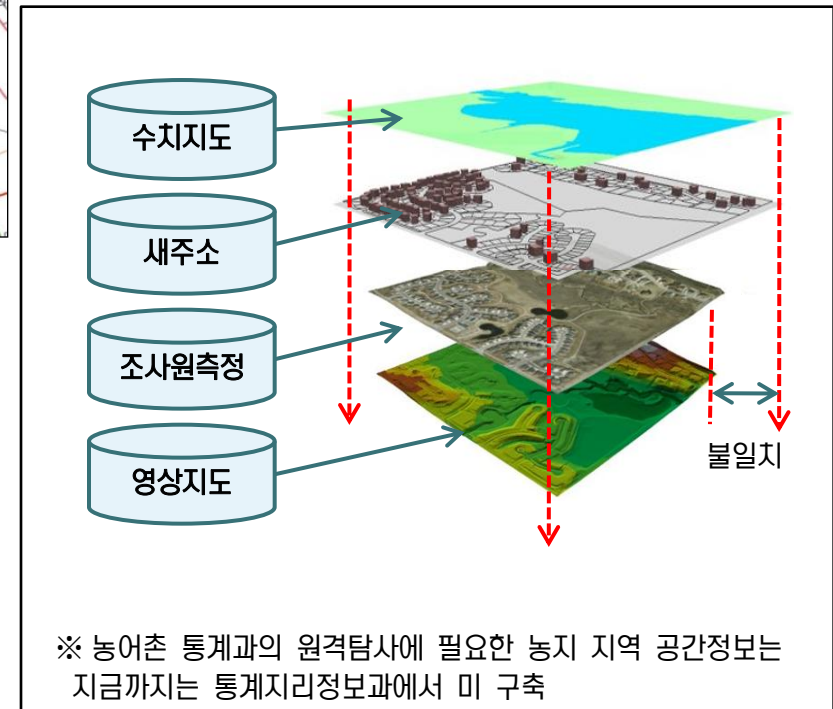 수치지도
새주소
조사원측정
영상지도
불일치
※ 농어촌 통계과의 원격탐사에 필요한 농지 지역 공간정보는
지금까지는 통계지리정보과에서 미 구축